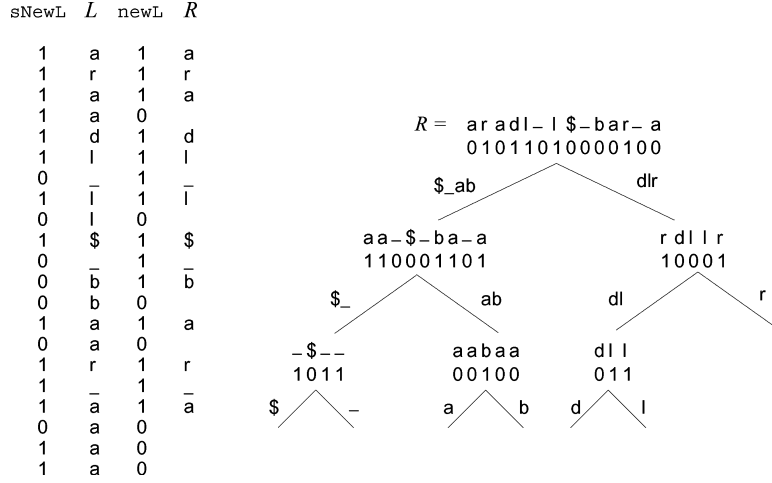 sNewL L newL R
1 a 1 a
1 r 1 r
1 a 1 a
1 a 0
1 d 1 d
1 l 1 l
0 _ 1 _
1 l 1 l
0 l 0
1 $ 1 $
0 _ 1 _
0 b 1 b
0 b 0
1 a 1 a
0 a 0
1 r 1 r
1 _ 1 _
1 a 1 a
0 a 0
1 a 0
1 a 0
R = aradl_l$_bar_a
01011010000100
$_ab dlr
aa_$_ba_a rdllr
110001101 10001
$_ ab dl r
_$__ aabaa dll
1011 00100 011
$ _ a b d l